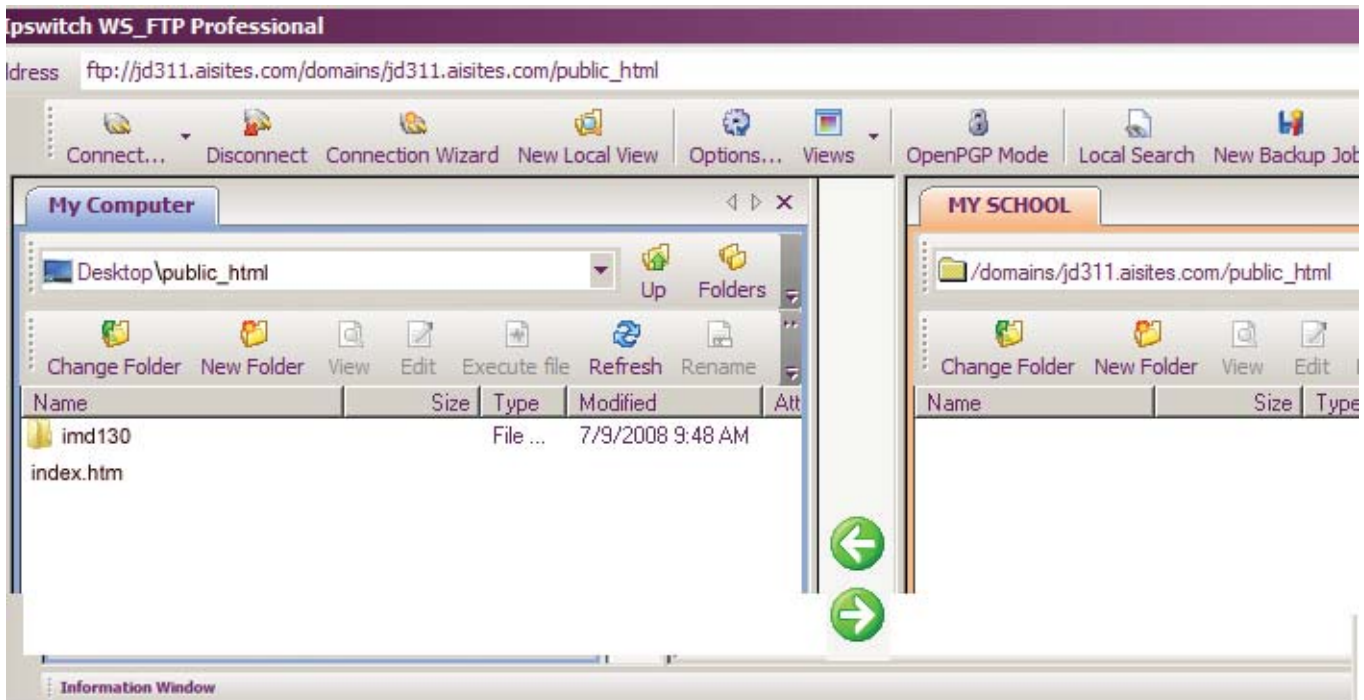 Ipswitch WS_FTP Professional
ddress ftp://jd311.aisites.com/domains/jd311.aisites.com/public_html
Connect... Disconnect Connection Wizard New Local View Options... Views OpenPGP Mode Local Search New Backup Job
My Computer
MY SCHOOL
Desktop\public_html
Up Folders
/domains/jd311.aisites.com/public_html
Change Folder New Folder View Edit Execute file Refresh Rename
Change Folder New Folder View Edit
Name Size Type Modified Att
Name Size Type
imd130 File ... 7/9/2008 9:48 AM
index.htm
Information Window